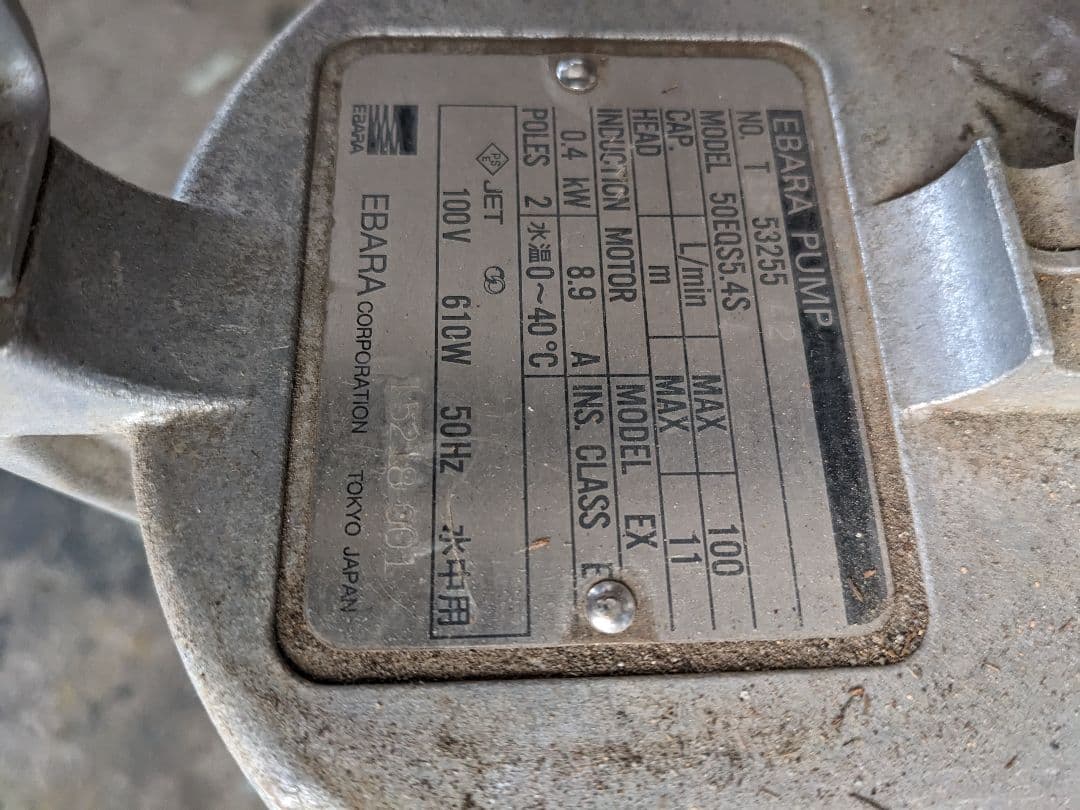 EBARA PUMP
NO. T 53255
MODEL 50EQS5.4S
CAP. L/min MAX 100
HEAD m MAX 11
INDUCTION MOTOR MODEL EX
0.4 kW 8.9 A INS. CLASS E
POLES 2 水温0~40℃
PSE JET
100V 610W 50Hz 水中用
EBARA
EBARA CORPORATION TOKYO JAPAN